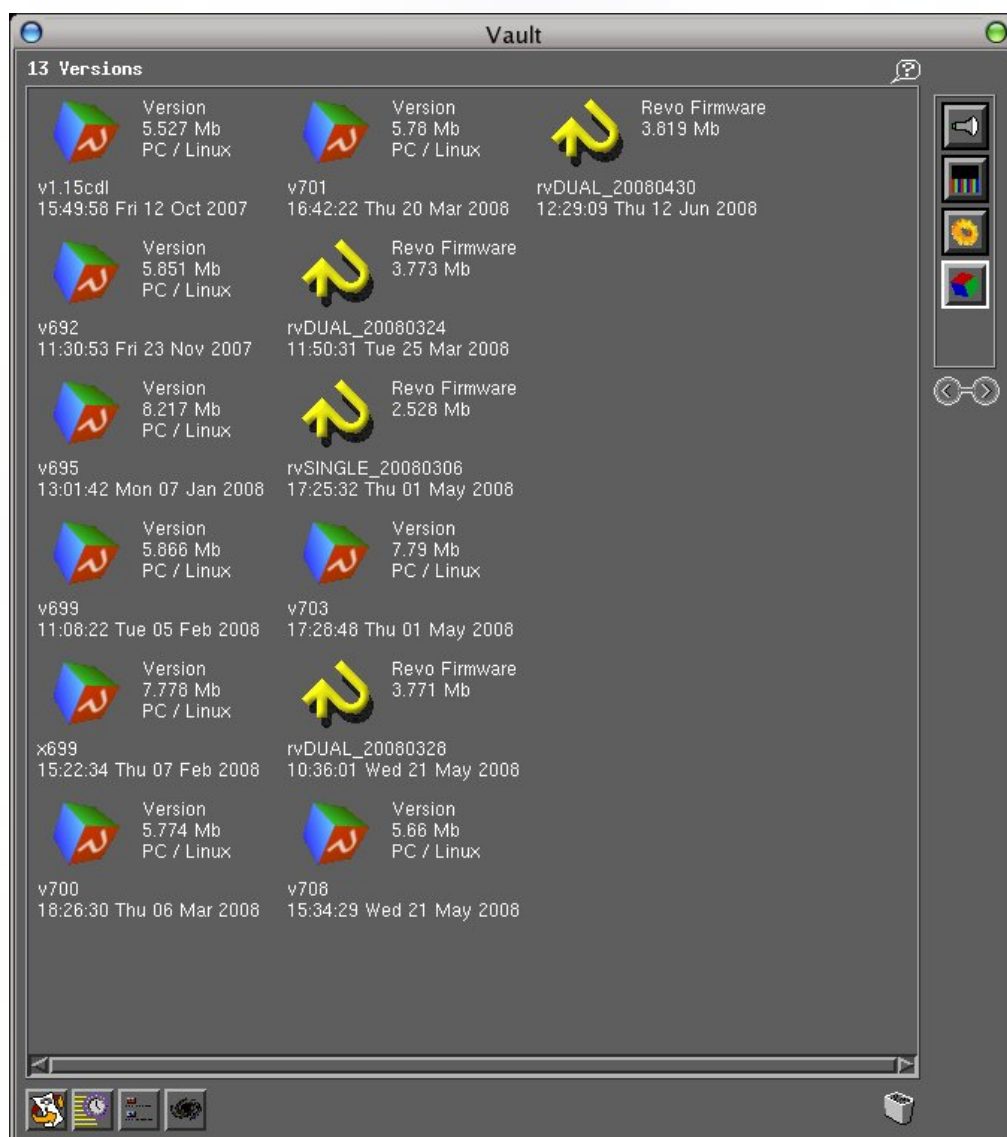 Vault
13 Versions
Version
5.527 Mb
PC / Linux
v1.15cdl
15:49:58 Fri 12 Oct 2007
Version
5.851 Mb
PC / Linux
v692
11:30:53 Fri 23 Nov 2007
Version
8.217 Mb
PC / Linux
v695
13:01:42 Mon 07 Jan 2008
Version
5.866 Mb
PC / Linux
v699
11:08:22 Tue 05 Feb 2008
Version
7.778 Mb
PC / Linux
x699
15:22:34 Thu 07 Feb 2008
Version
5.774 Mb
PC / Linux
v700
18:26:30 Thu 06 Mar 2008
Version
5.78 Mb
PC / Linux
v701
16:42:22 Thu 20 Mar 2008
Revo Firmware
3.773 Mb
rvDUAL_20080324
11:50:31 Tue 25 Mar 2008
Revo Firmware
2.528 Mb
rvSINGLE_20080306
17:25:32 Thu 01 May 2008
Version
7.79 Mb
PC / Linux
v703
17:28:48 Thu 01 May 2008
Revo Firmware
3.771 Mb
rvDUAL_20080328
10:36:01 Wed 21 May 2008
Version
5.66 Mb
PC / Linux
v708
15:34:29 Wed 21 May 2008
Revo Firmware
3.819 Mb
rvDUAL_20080430
12:29:09 Thu 12 Jun 2008